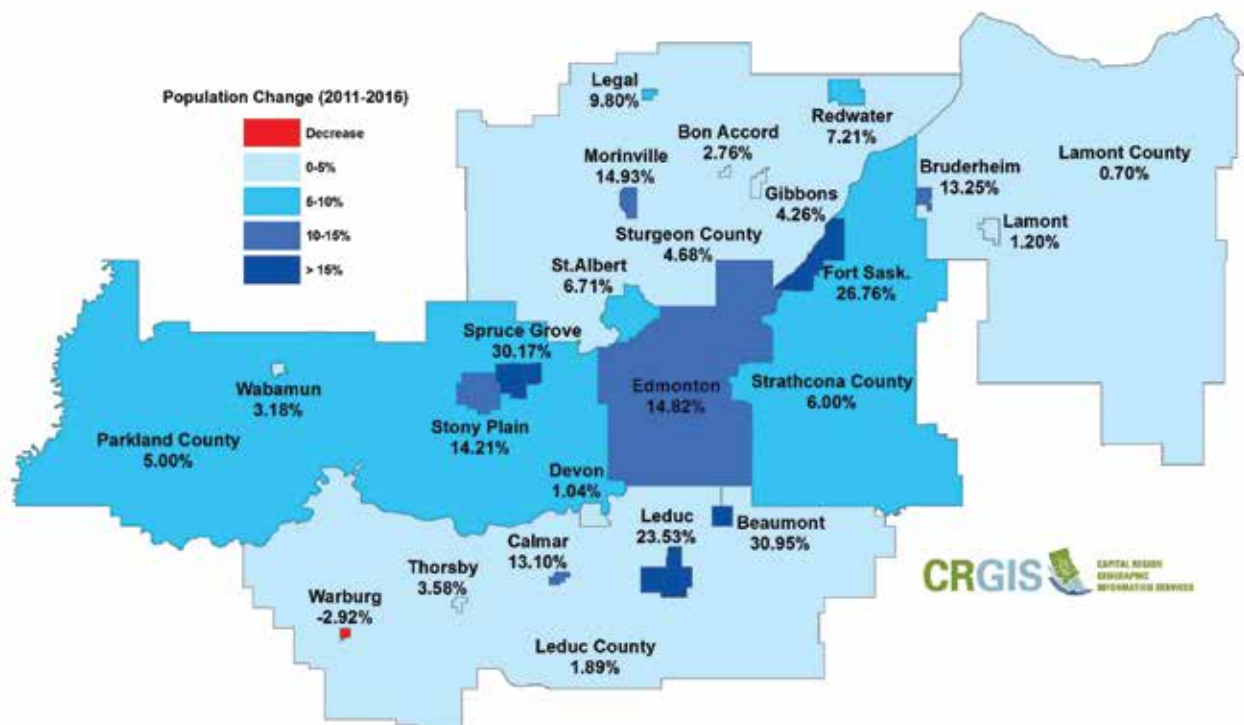 Population Change (2011-2016)
Decrease
0-5%
5-10%
10-15%
> 15%
Legal
9.80%
Redwater
7.21%
Bon Accord
2.76%
Morinville
14.93%
Gibbons
4.26%
Bruderheim
13.25%
Lamont County
0.70%
Lamont
1.20%
Sturgeon County
4.68%
St.Albert
6.71%
Fort Sask.
26.76%
Spruce Grove
30.17%
Wabamun
3.18%
Edmonton
14.82%
Strathcona County
6.00%
Stony Plain
14.21%
Parkland County
5.00%
Devon
1.04%
Leduc
23.53%
Beaumont
30.95%
Calmar
13.10%
Thorsby
3.58%
Warburg
-2.92%
Leduc County
1.89%
CRGIS
CAPITAL REGION
GEOGRAPHIC
INFORMATION SERVICES